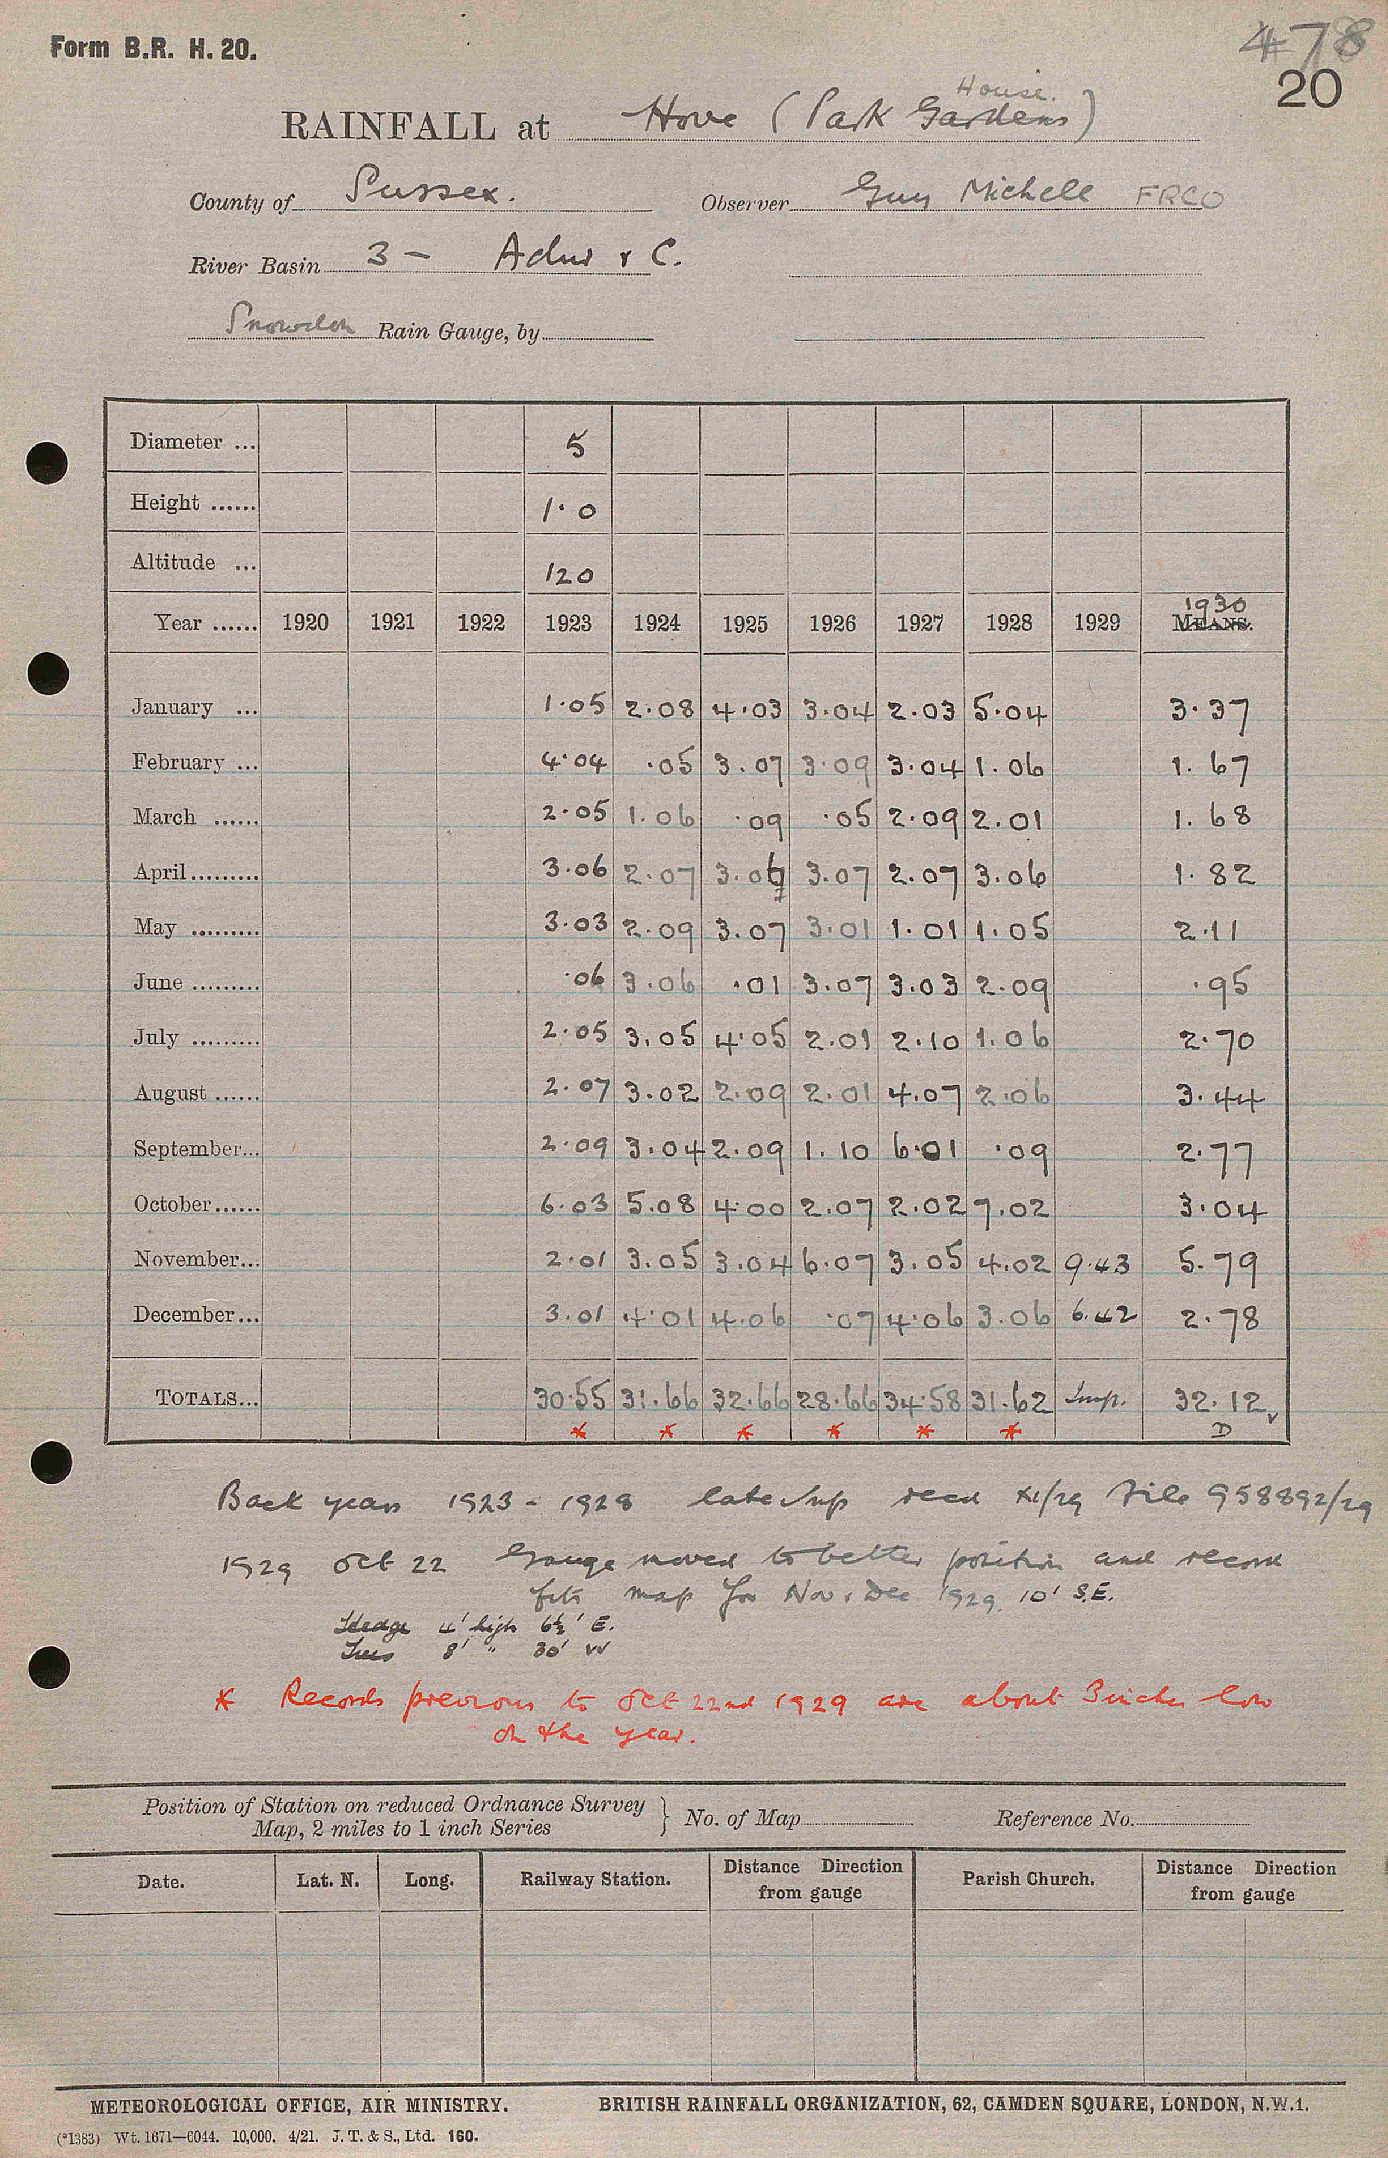 Form B.R. H. 20.
478
20
House.
RAINFALL at Hove (Park Gardens)
County of Sussex. Observer Guy Michell FRCO
River Basin 3 - Adur & C.
Snowdon Rain Gauge, by
Diameter ... 5
Height ...... 1.0
Altitude ... 120
1930
Year ...... 1920 1921 1922 1923 1924 1925 1926 1927 1928 1929 MEANS.
January ... 1.05 2.08 4.03 3.04 2.03 5.04 3.37
February ... 4.04 .05 3.07 3.09 3.04 1.06 1.67
March ...... 2.05 1.06 .09 .05 2.09 2.01 1.68
April ......... 3.06 2.07 3.06 3.07 2.07 3.06 1.82
May ......... 3.03 2.09 3.07 3.01 1.01 1.05 2.11
June ......... .06 3.06 .01 3.07 3.03 2.09 .95
July ......... 2.05 3.05 4.05 2.01 2.10 1.06 2.70
August ...... 2.07 3.02 2.09 2.01 4.07 2.06 3.44
September... 2.09 3.04 2.09 1.10 6.01 .09 2.77
October...... 6.03 5.08 4.00 2.07 2.02 7.02 3.04
November... 2.01 3.05 3.04 6.07 3.05 4.02 9.43 5.79
December... 3.01 4.01 4.06 .07 4.06 3.06 6.42 2.78
TOTALS... 30.55 31.66 32.66 28.66 34.58 31.62 Imp. 32.12
* * * * * * D
Back years 1923 - 1928 recd XI/29 File 958892/29
1929 Oct 22 Gauge moved to better position and record
fits map for Nov & Dec 1929. 10' S.E.
Hedge 4' high 6½' E.
Trees 8' " 30' W
* Records previous to Oct 22nd 1929 are about 3 inches low
on the year.
Position of Station on reduced Ordnance Survey
Map, 2 miles to 1 inch Series } No. of Map Reference No.
Date. Lat. N. Long. Railway Station. Distance Direction from gauge Parish Church. Distance Direction from gauge
METEOROLOGICAL OFFICE, AIR MINISTRY. BRITISH RAINFALL ORGANIZATION, 62, CAMDEN SQUARE, LONDON, N.W.1.
(*1383) Wt. 1671—6044. 10,000. 4/21. J. T. & S., Ltd. 160.